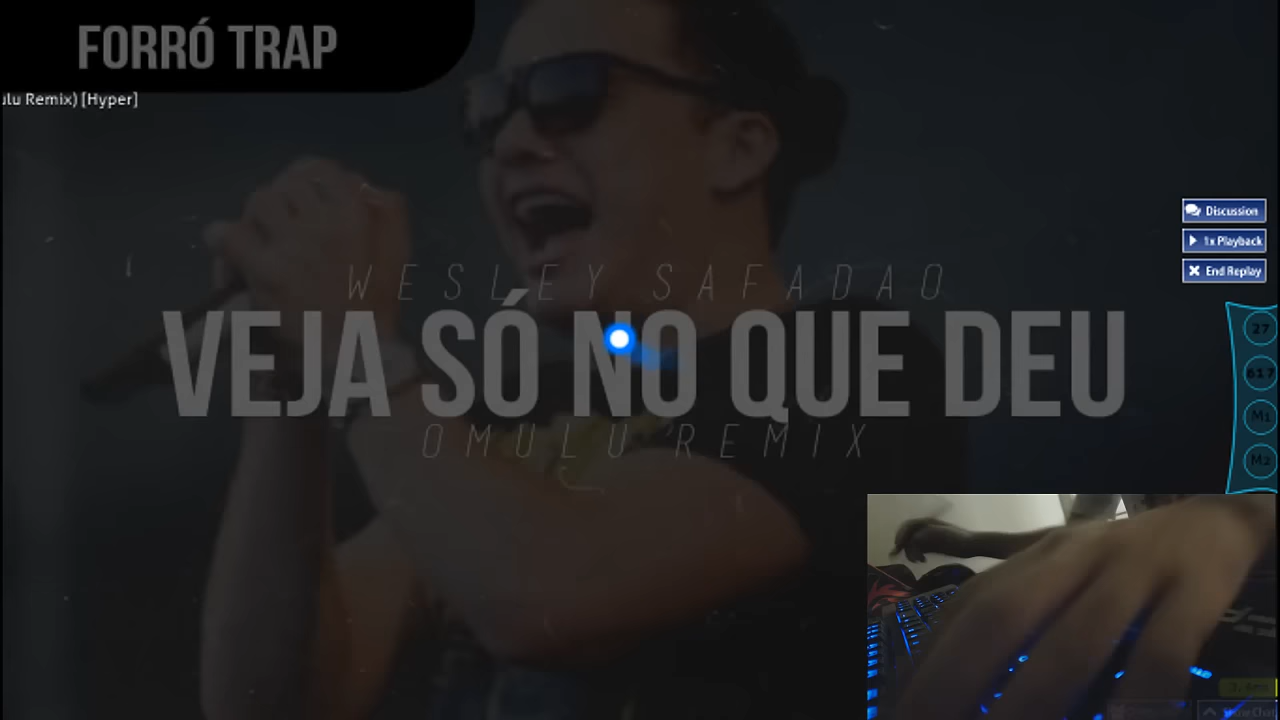 FORRÓ TRAP
ulu Remix) [Hyper]
Discussion
1x Playback
End Replay
WESLEY SAFADAO
VEJA SÓ NO QUE DEU
OMULU REMIX
27
617
M1
M2